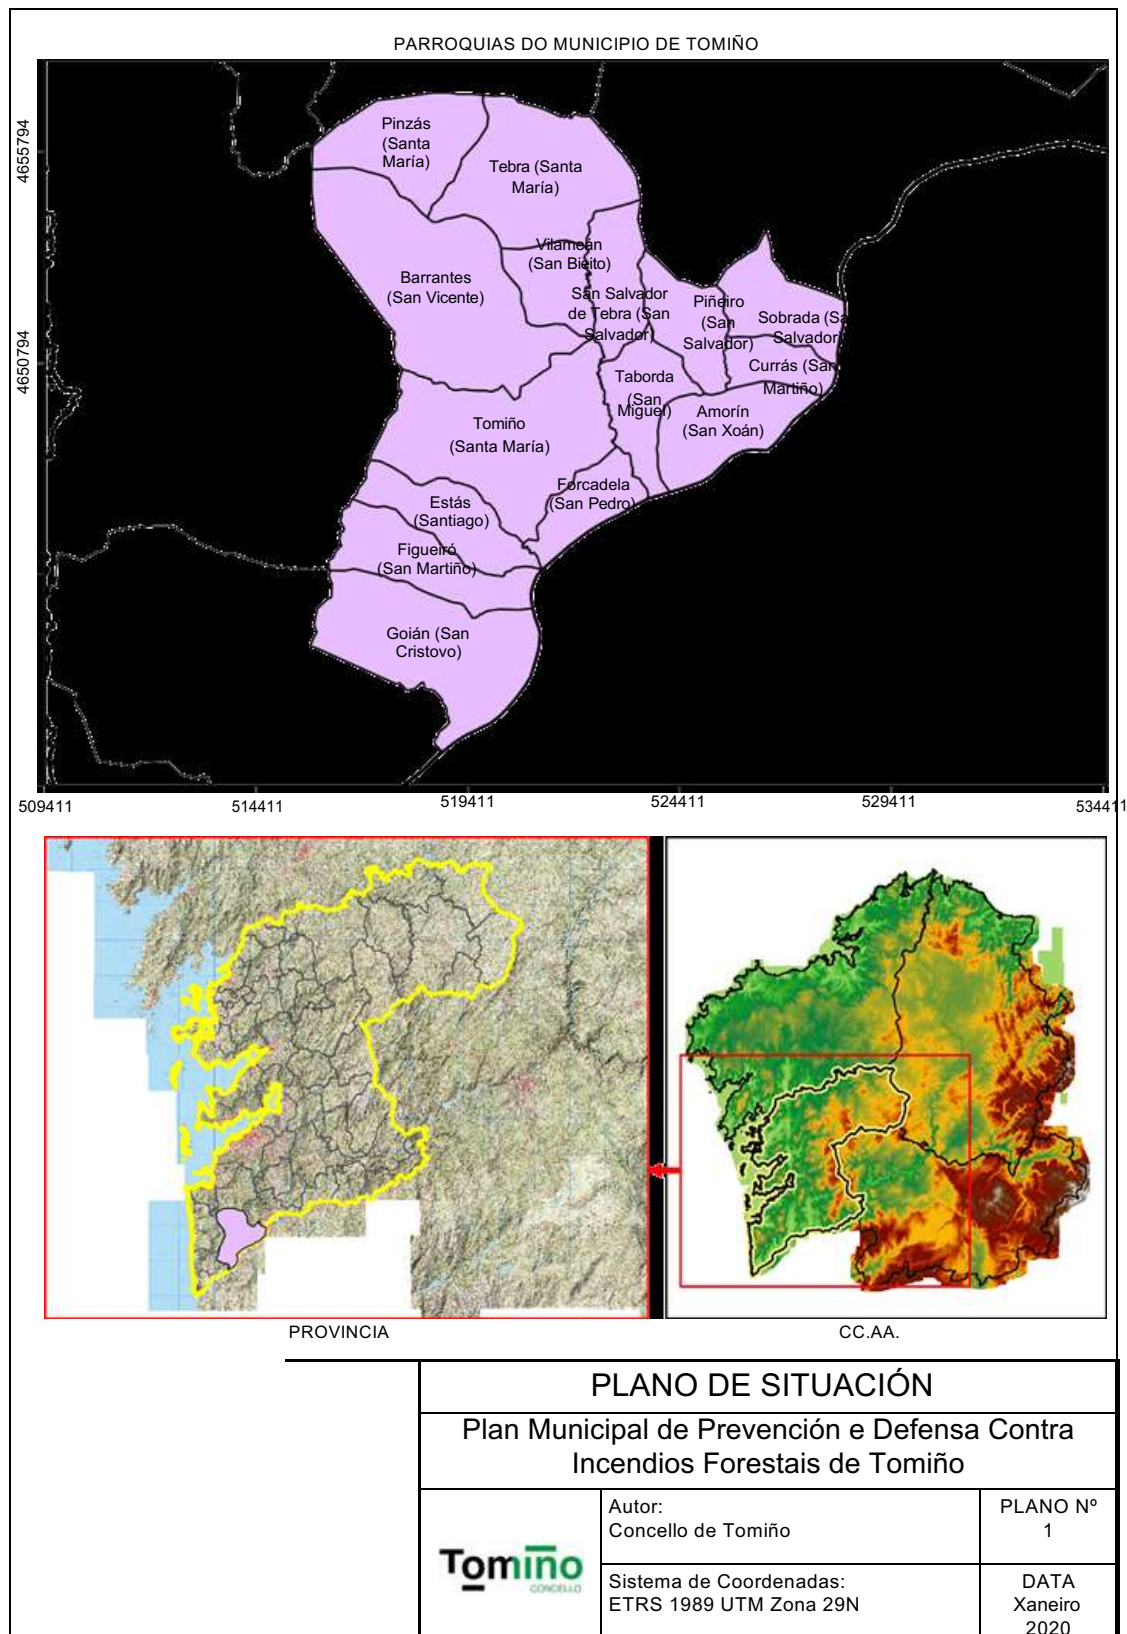 PARROQUIAS DO MUNICIPIO DE TOMIÑO
4655794
4650794
Pinzás
(Santa
María)
Tebra (Santa
María)
Vilameán
(San Bieito)
Barrantes
(San Vicente)
San Salvador
de Tebra (San
Salvador)
Piñeiro
(San
Salvador)
Sobrada (Sa
Salvador)
Currás (San
Martiño)
Taborda
(San
Miguel)
Amorín
(San Xoán)
Tomiño
(Santa María)
Forcadela
(San Pedro)
Estás
(Santiago)
Figueiró
(San Martiño)
Goián (San
Cristovo)
509411 514411 519411 524411 529411 534411
PROVINCIA
CC.AA.
PLANO DE SITUACIÓN
Plan Municipal de Prevención e Defensa Contra
Incendios Forestais de Tomiño
Tomiño
CONCELLO
Autor:
Concello de Tomiño
PLANO Nº
1
Sistema de Coordenadas:
ETRS 1989 UTM Zona 29N
DATA
Xaneiro
2020